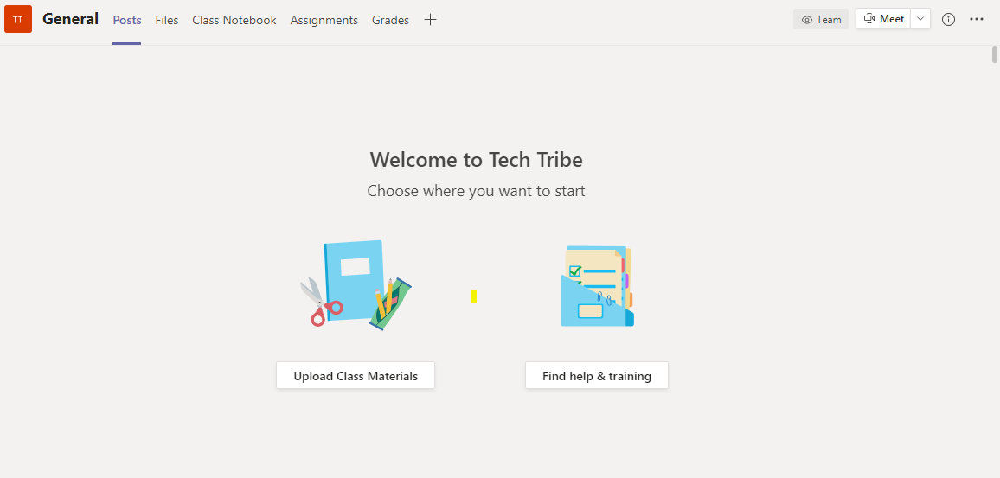 TT General Posts Files Class Notebook Assignments Grades Team Meet
Welcome to Tech Tribe
Choose where you want to start
Upload Class Materials Find help & training